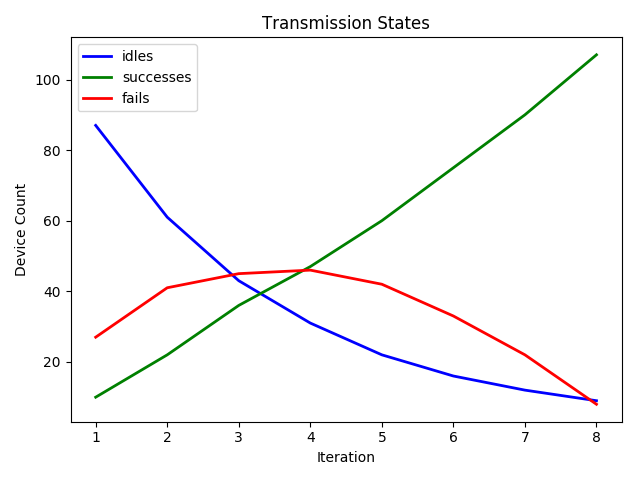 Transmission States
idles
successes
fails
100
80
60
40
20
Device Count
1 2 3 4 5 6 7 8
Iteration